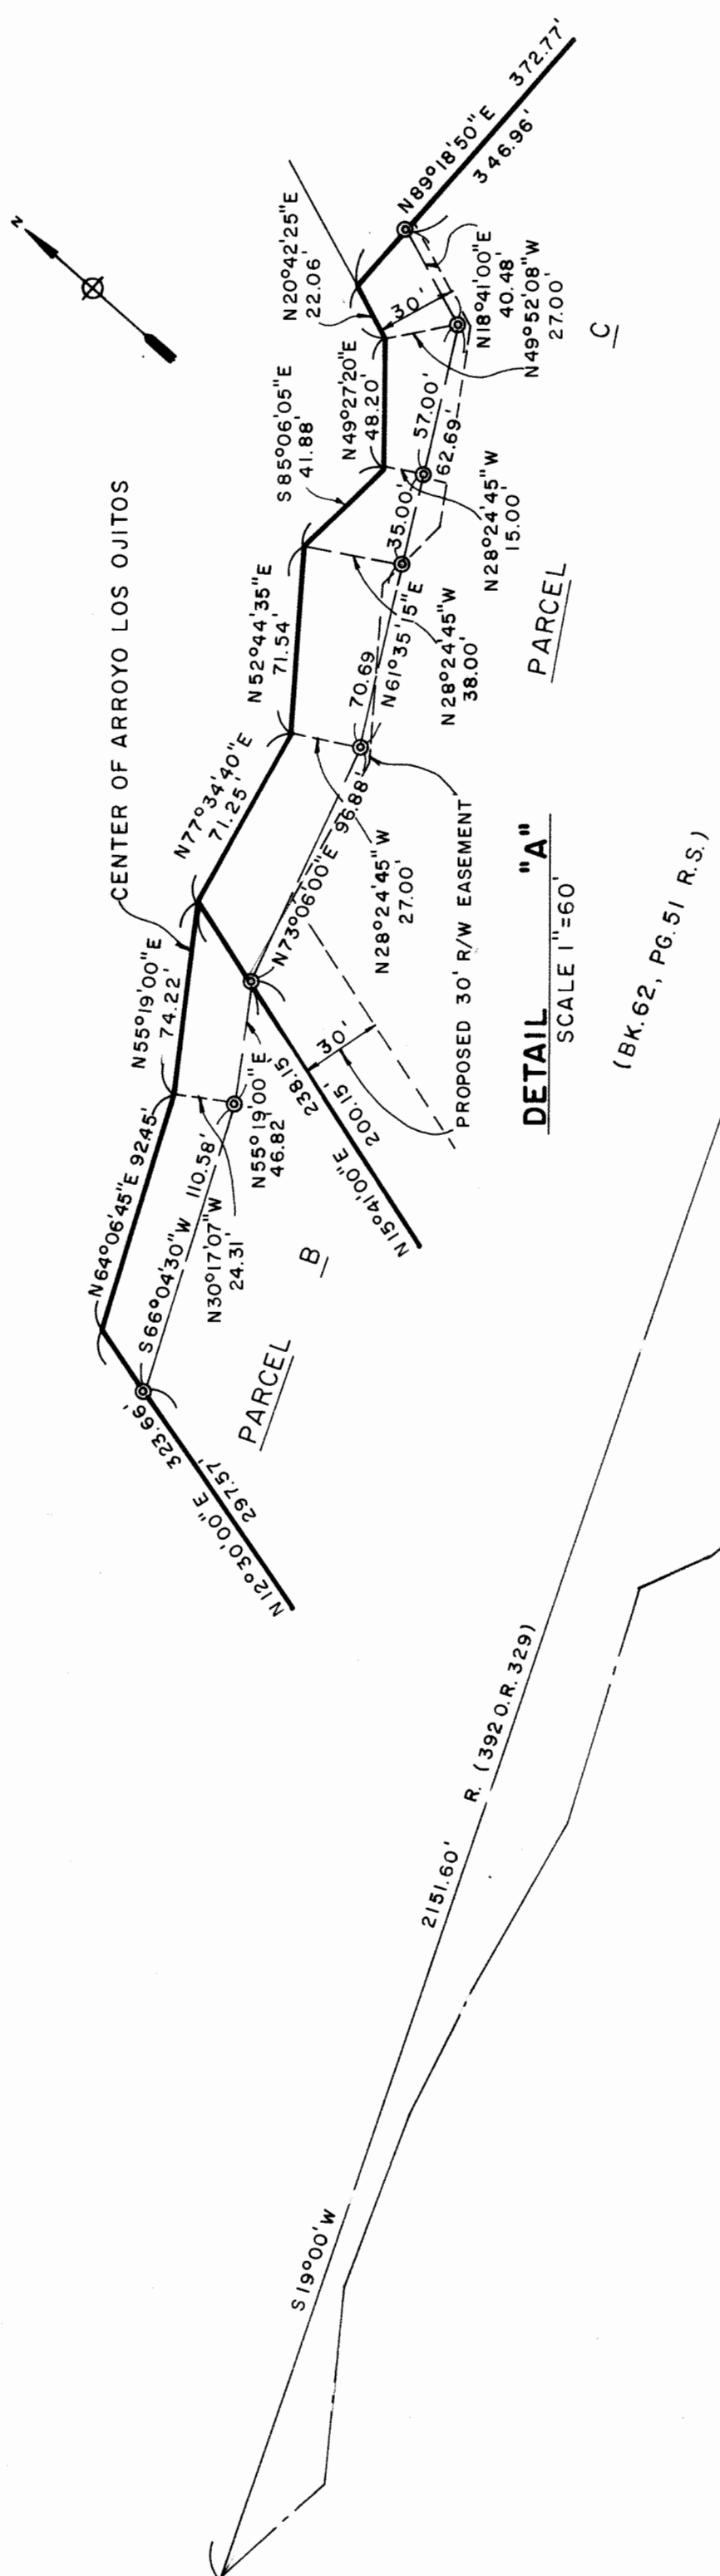 N
N89°18'50"E 372.77'
346.96'
N20°42'25"E
22.06'
30'
N18°41'00"E
40.48'
N49°52'08"W
27.00'
C
N49°27'20"E
48.20'
57.00'
62.69'
S85°06'05"E
41.88'
35.00'
N28°24'45"W
15.00'
N61°35'15"E
70.69
N28°24'45"W
38.00'
PARCEL
N52°44'35"E
71.54'
CENTER OF ARROYO LOS OJITOS
N77°34'40"E
71.25'
N73°06'00"E 96.88'
N28°24'45"W
27.00'
PROPOSED 30' R/W EASEMENT
DETAIL "A"
SCALE 1"=60'
(BK.62, PG.51 R.S.)
N55°19'00"E
74.22'
N55°19'00"E
46.82'
30'
238.15'
N15°41'00"E 200.15'
N64°06'45"E 92.45'
S66°04'30"W 110.58'
N30°17'07"W
24.31'
B
PARCEL
323.66'
N12°30'00"E 297.57'
2151.60' R. (392 O.R. 329)
S19°00'W